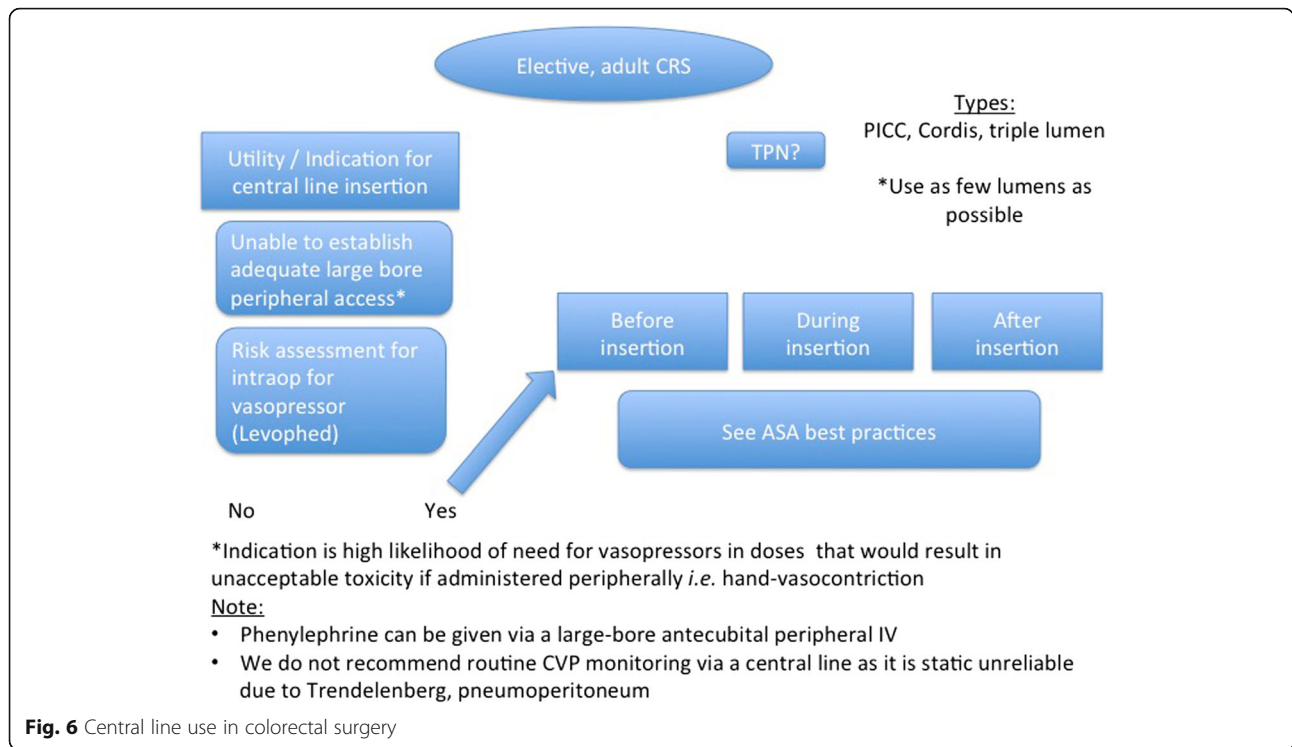 Elective, adult CRS
Types:
PICC, Cordis, triple lumen
*Use as few lumens as
possible
TPN?
Utility / Indication for
central line insertion
Unable to establish
adequate large bore
peripheral access*
Risk assessment for
intraop for
vasopressor
(Levophed)
Before
insertion
During
insertion
After
insertion
See ASA best practices
No
Yes
*Indication is high likelihood of need for vasopressors in doses that would result in
unacceptable toxicity if administered peripherally i.e. hand-vasocontriction
Note:
• Phenylephrine can be given via a large-bore antecubital peripheral IV
• We do not recommend routine CVP monitoring via a central line as it is static unreliable
due to Trendelenberg, pneumoperitoneum
Fig. 6 Central line use in colorectal surgery